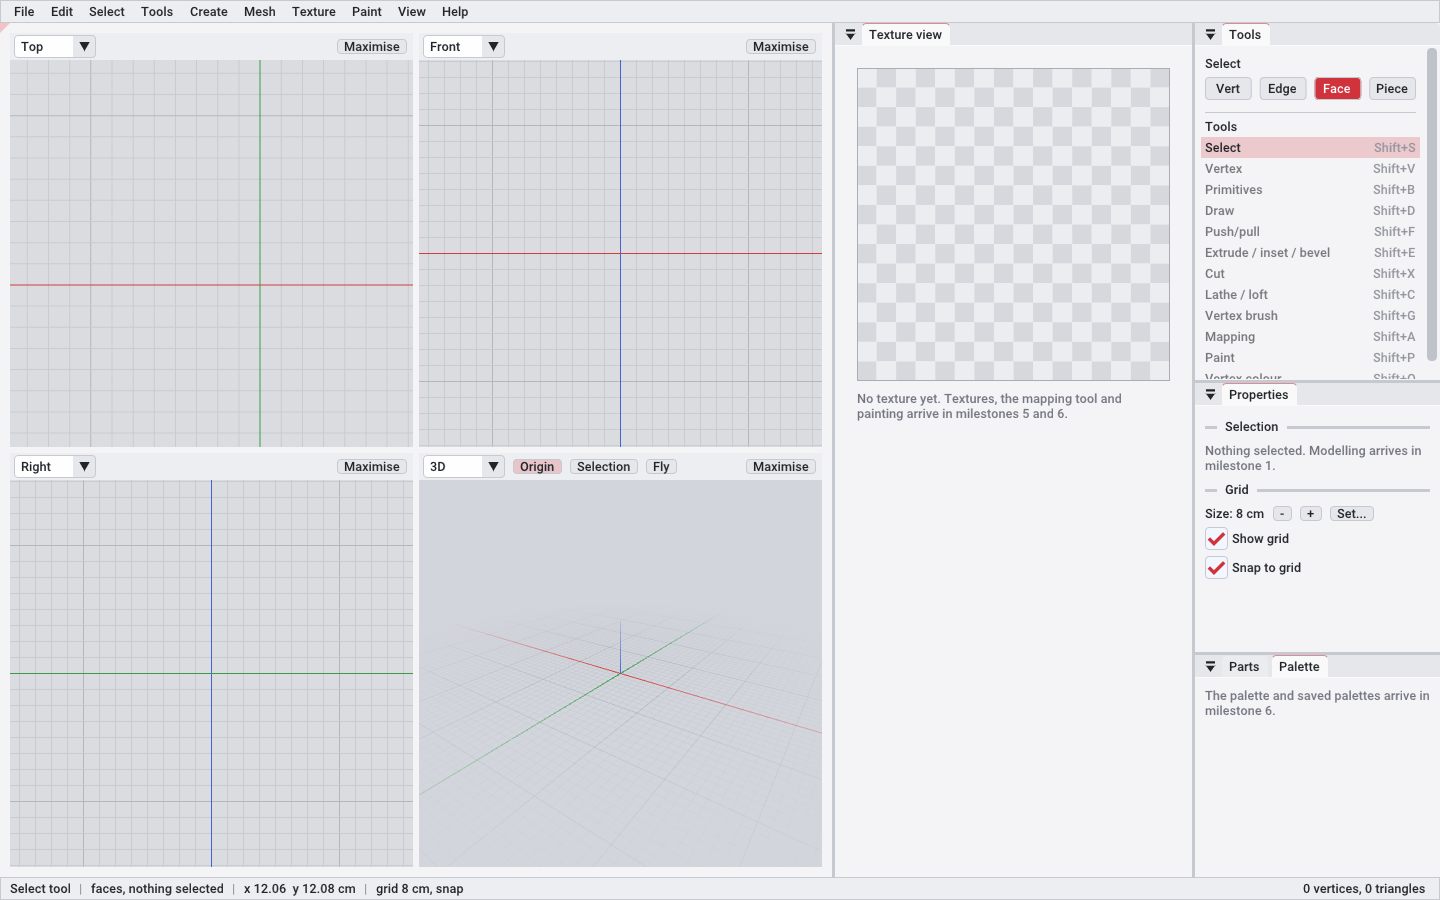 File Edit Select Tools Create Mesh Texture Paint View Help
Top Maximise
Front Maximise
Right Maximise
3D Origin Selection Fly Maximise
Texture view
No texture yet. Textures, the mapping tool and
painting arrive in milestones 5 and 6.
Tools
Select
Vert Edge Face Piece
Tools
Select Shift+S
Vertex Shift+V
Primitives Shift+B
Draw Shift+D
Push/pull Shift+F
Extrude / inset / bevel Shift+E
Cut Shift+X
Lathe / loft Shift+C
Vertex brush Shift+G
Mapping Shift+A
Paint Shift+P
Vertex colour
Properties
Selection
Nothing selected. Modelling arrives in
milestone 1.
Grid
Size: 8 cm - + Set...
Show grid
Snap to grid
Parts Palette
The palette and saved palettes arrive in
milestone 6.
Select tool | faces, nothing selected | x 12.06 y 12.08 cm | grid 8 cm, snap
0 vertices, 0 triangles